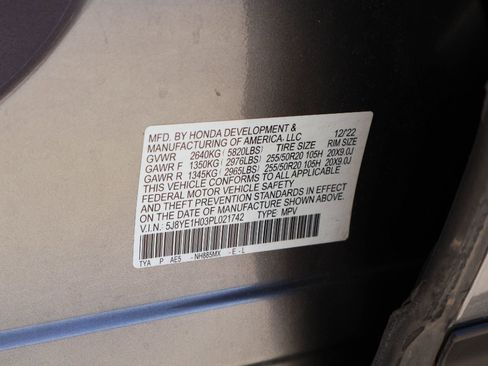 MFD. BY HONDA DEVELOPMENT & 12/22
MANUFACTURING OF AMERICA, LLC
TIRE SIZE RIM SIZE
GVWR 2640KG ( 5820LBS)
GAWR F 1350KG ( 2976LBS) 255/50R20 105H 20X9.0J
GAWR R 1345KG ( 2965LBS) 255/50R20 105H 20X9.0J
THIS VEHICLE CONFORMS TO ALL APPLICABLE
FEDERAL MOTOR VEHICLE SAFETY AND
THEFT PREVENTION STANDARDS IN EFFECT
ON THE DATE OF MANUFACTURE SHOWN ABOVE.
V.I.N.: 5J8YE1H03PL021742 TYPE: MPV
TYA P AE5 - NH885MX - E - L